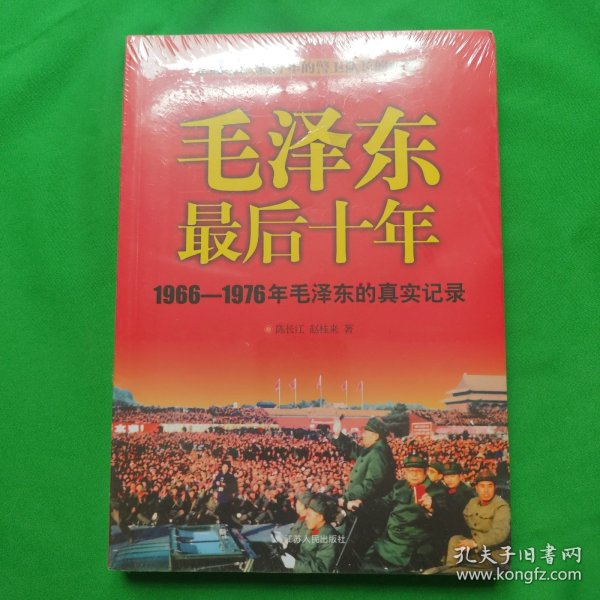 毛泽东
最后十年
1966—1976年毛泽东的真实记录
陈长江 赵桂来 著
江苏人民出版社
孔夫子旧书网
www.kongfz.com